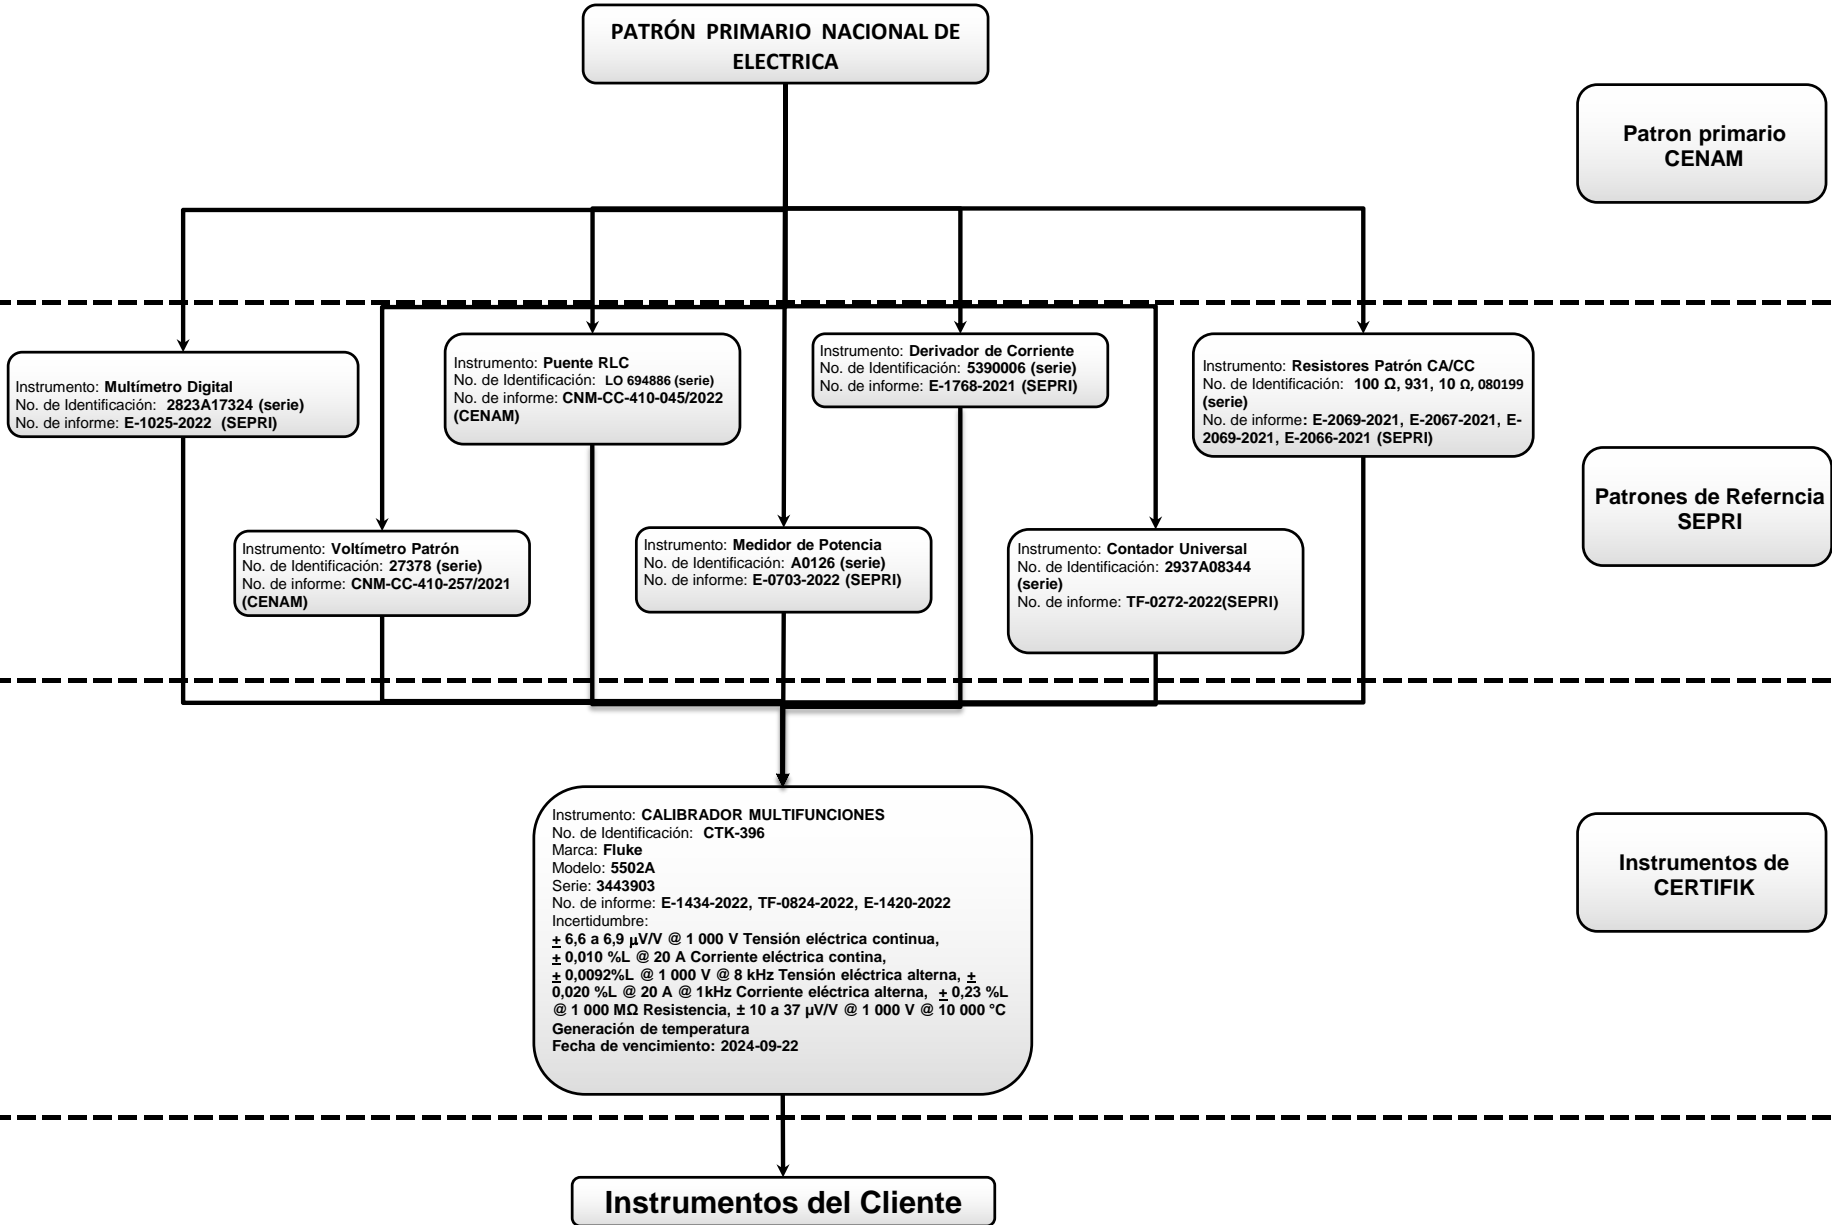 PATRÓN PRIMARIO NACIONAL DE
ELECTRICA
Patron primario
CENAM
Instrumento: Multímetro Digital
No. de Identificación: 2823A17324 (serie)
No. de informe: E-1025-2022 (SEPRI)
Instrumento: Puente RLC
No. de Identificación: LO 694886 (serie)
No. de informe: CNM-CC-410-045/2022
(CENAM)
Instrumento: Derivador de Corriente
No. de Identificación: 5390006 (serie)
No. de informe: E-1768-2021 (SEPRI)
Instrumento: Resistores Patrón CA/CC
No. de Identificación: 100 Ω, 931, 10 Ω, 080199
(serie)
No. de informe: E-2069-2021, E-2067-2021, E-
2069-2021, E-2066-2021 (SEPRI)
Patrones de Referncia
SEPRI
Instrumento: Voltímetro Patrón
No. de Identificación: 27378 (serie)
No. de informe: CNM-CC-410-257/2021
(CENAM)
Instrumento: Medidor de Potencia
No. de Identificación: A0126 (serie)
No. de informe: E-0703-2022 (SEPRI)
Instrumento: Contador Universal
No. de Identificación: 2937A08344
(serie)
No. de informe: TF-0272-2022(SEPRI)
Instrumento: CALIBRADOR MULTIFUNCIONES
No. de Identificación: CTK-396
Marca: Fluke
Modelo: 5502A
Serie: 3443903
No. de informe: E-1434-2022, TF-0824-2022, E-1420-2022
Incertidumbre:
± 6,6 a 6,9 µV/V @ 1 000 V Tensión eléctrica continua,
± 0,010 %L @ 20 A Corriente eléctrica contina,
± 0,0092%L @ 1 000 V @ 8 kHz Tensión eléctrica alterna, ±
0,020 %L @ 20 A @ 1kHz Corriente eléctrica alterna, ± 0,23 %L
@ 1 000 MΩ Resistencia, ± 10 a 37 µV/V @ 1 000 V @ 10 000 °C
Generación de temperatura
Fecha de vencimiento: 2024-09-22
Instrumentos de
CERTIFIK
Instrumentos del Cliente